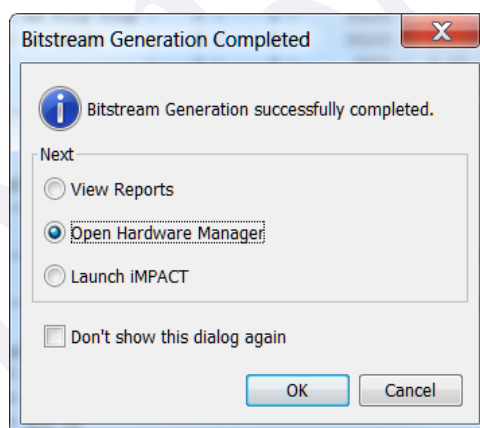 Bitstream Generation Completed
Bitstream Generation successfully completed.
Next
View Reports
Open Hardware Manager
Launch iMPACT
Don't show this dialog again
OK Cancel